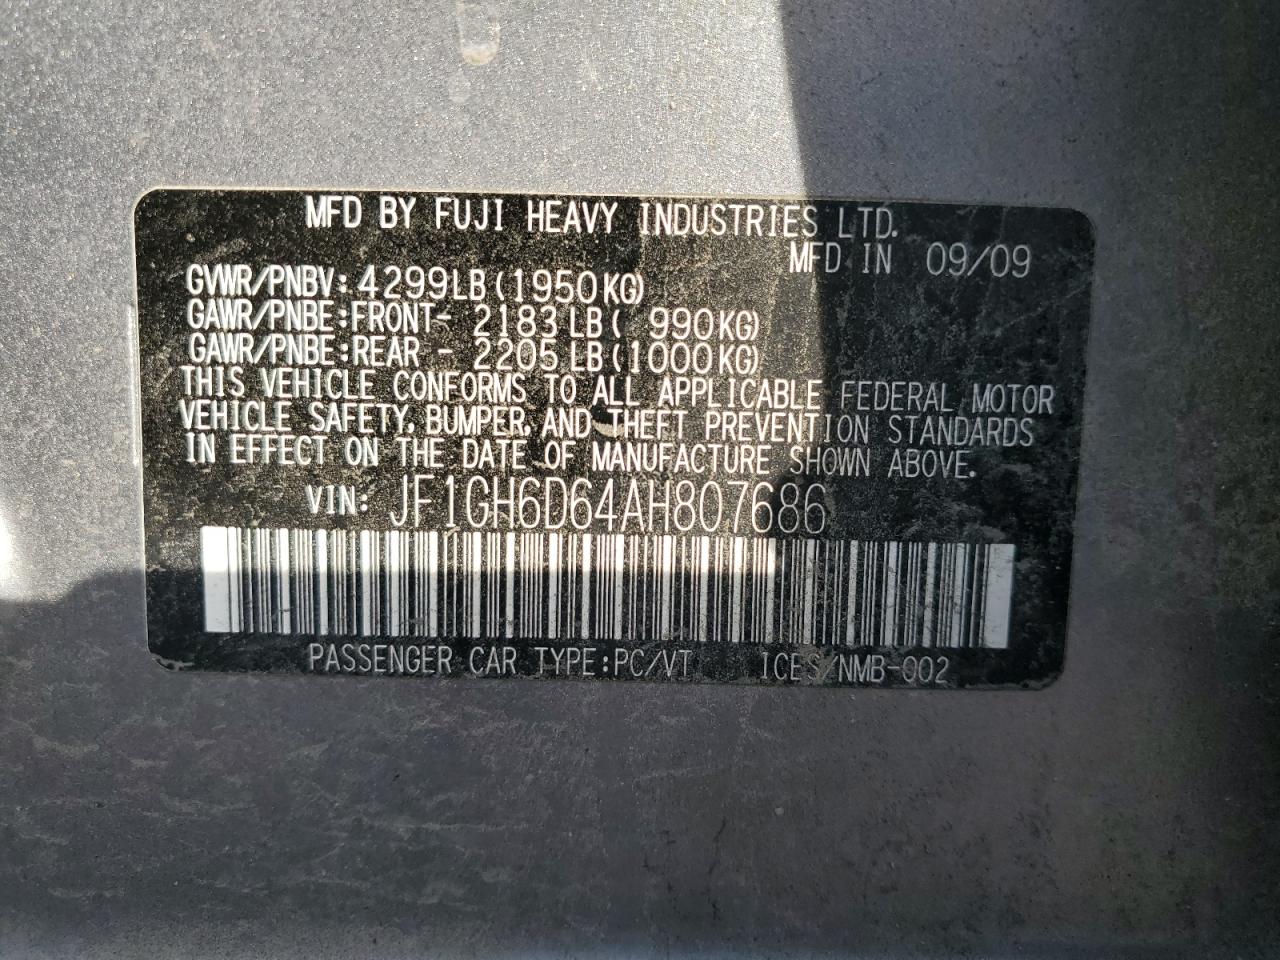 MFD BY FUJI HEAVY INDUSTRIES LTD.
MFD IN 09/09
GVWR/PNBV: 4299LB (1950KG)
GAWR/PNBE:FRONT- 2183LB( 990KG)
GAWR/PNBE:REAR - 2205LB(1000KG)
THIS VEHICLE CONFORMS TO ALL APPLICABLE FEDERAL MOTOR
VEHICLE SAFETY, BUMPER, AND THEFT PREVENTION STANDARDS
IN EFFECT ON THE DATE OF MANUFACTURE SHOWN ABOVE.
VIN: JF1GH6D64AH807686
PASSENGER CAR TYPE:PC/VT ICES/NMB-002